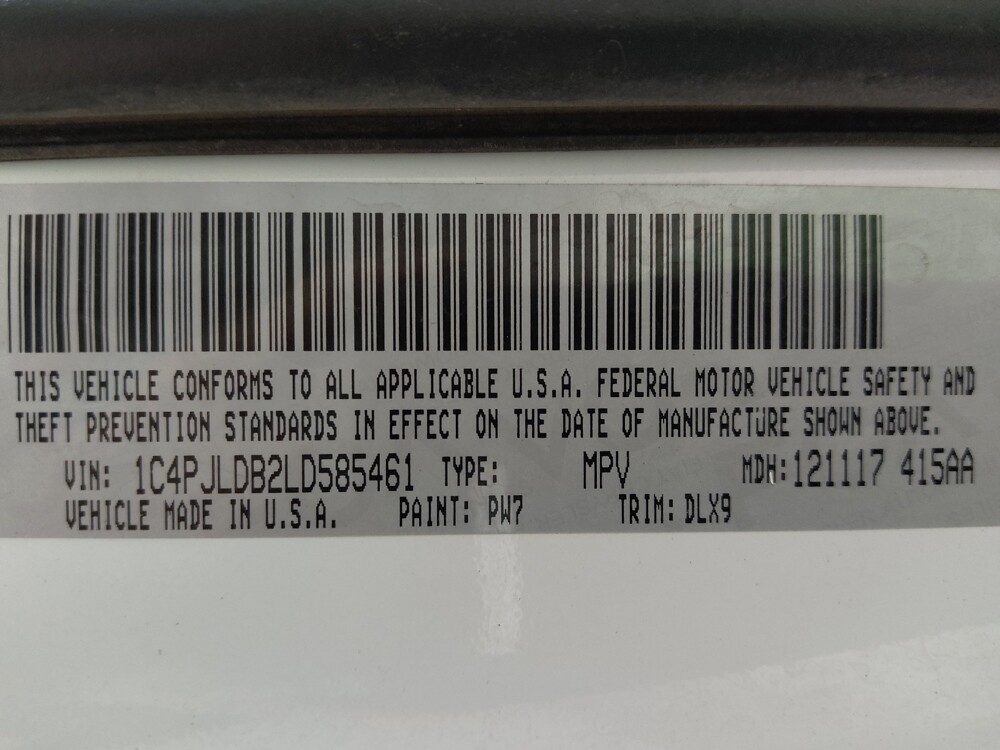 THIS VEHICLE CONFORMS TO ALL APPLICABLE U.S.A. FEDERAL MOTOR VEHICLE SAFETY AND
THEFT PREVENTION STANDARDS IN EFFECT ON THE DATE OF MANUFACTURE SHOWN ABOVE.
VIN: 1C4PJLDB2LD585461 TYPE: MPV MDH:121117 415AA
VEHICLE MADE IN U.S.A. PAINT: PW7 TRIM: DLX9